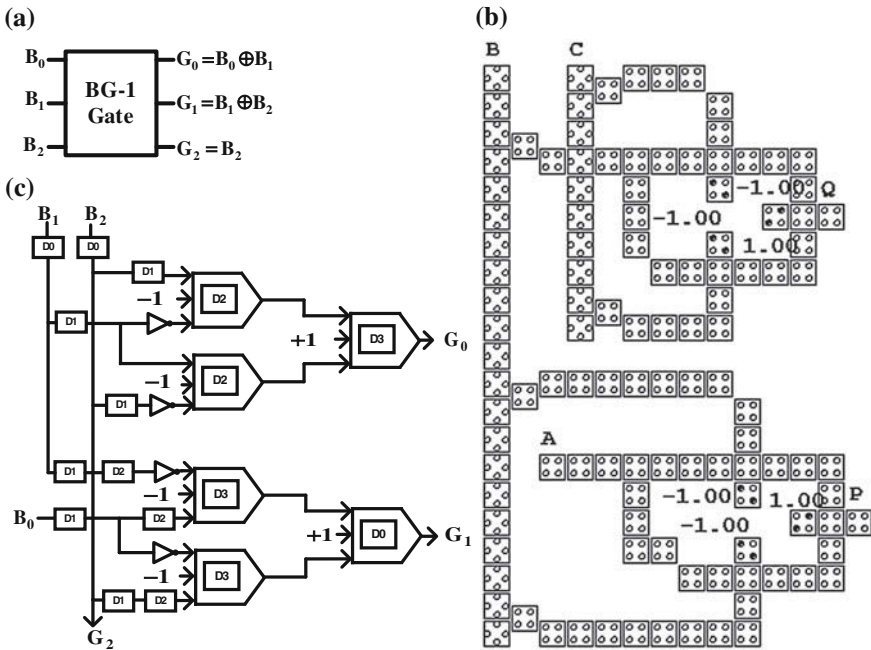 (a)
B₀
B₁
B₂
BG-1
Gate
G₀=B₀⊕B₁
G₁=B₁⊕B₂
G₂=B₂
(b)
B C
-1.00 Q
-1.00
1.00
A
-1.00 1.00 P
-1.00
(c)
B₁ B₂
D0 D0
D1
D2
−1
D1
+1 D3 G₀
D2
−1
D1
D1 D2
D3
−1
B₀ D1 D2
+1 D0 G₁
D3
−1
D1 D2
G₂